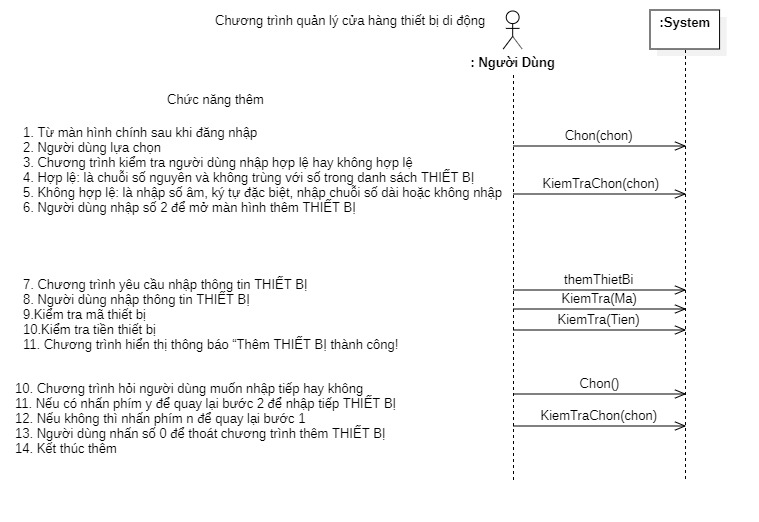 Chương trình quản lý cửa hàng thiết bị di động
:System
: Người Dùng
Chức năng thêm
1. Từ màn hình chính sau khi đăng nhập
2. Người dùng lựa chọn
3. Chương trình kiểm tra người dùng nhập hợp lệ hay không hợp lệ
4. Hợp lệ: là chuỗi số nguyên và không trùng với số trong danh sách THIẾT BỊ
5. Không hợp lệ: là nhập số âm, ký tự đặc biệt, nhập chuỗi số dài hoặc không nhập
6. Người dùng nhập số 2 để mở màn hình thêm THIẾT BỊ
Chon(chon)
KiemTraChon(chon)
7. Chương trình yêu cầu nhập thông tin THIẾT BỊ
8. Người dùng nhập thông tin THIẾT BỊ
9.Kiểm tra mã thiết bị
10.Kiểm tra tiền thiết bị
11. Chương trình hiển thị thông báo “Thêm THIẾT BỊ thành công!
themThietBi
KiemTra(Ma)
KiemTra(Tien)
10. Chương trình hỏi người dùng muốn nhập tiếp hay không
11. Nếu có nhấn phím y để quay lại bước 2 để nhập tiếp THIẾT BỊ
12. Nếu không thì nhấn phím n để quay lại bước 1
13. Người dùng nhấn số 0 để thoát chương trình thêm THIẾT BỊ
14. Kết thúc thêm
Chon()
KiemTraChon(chon)